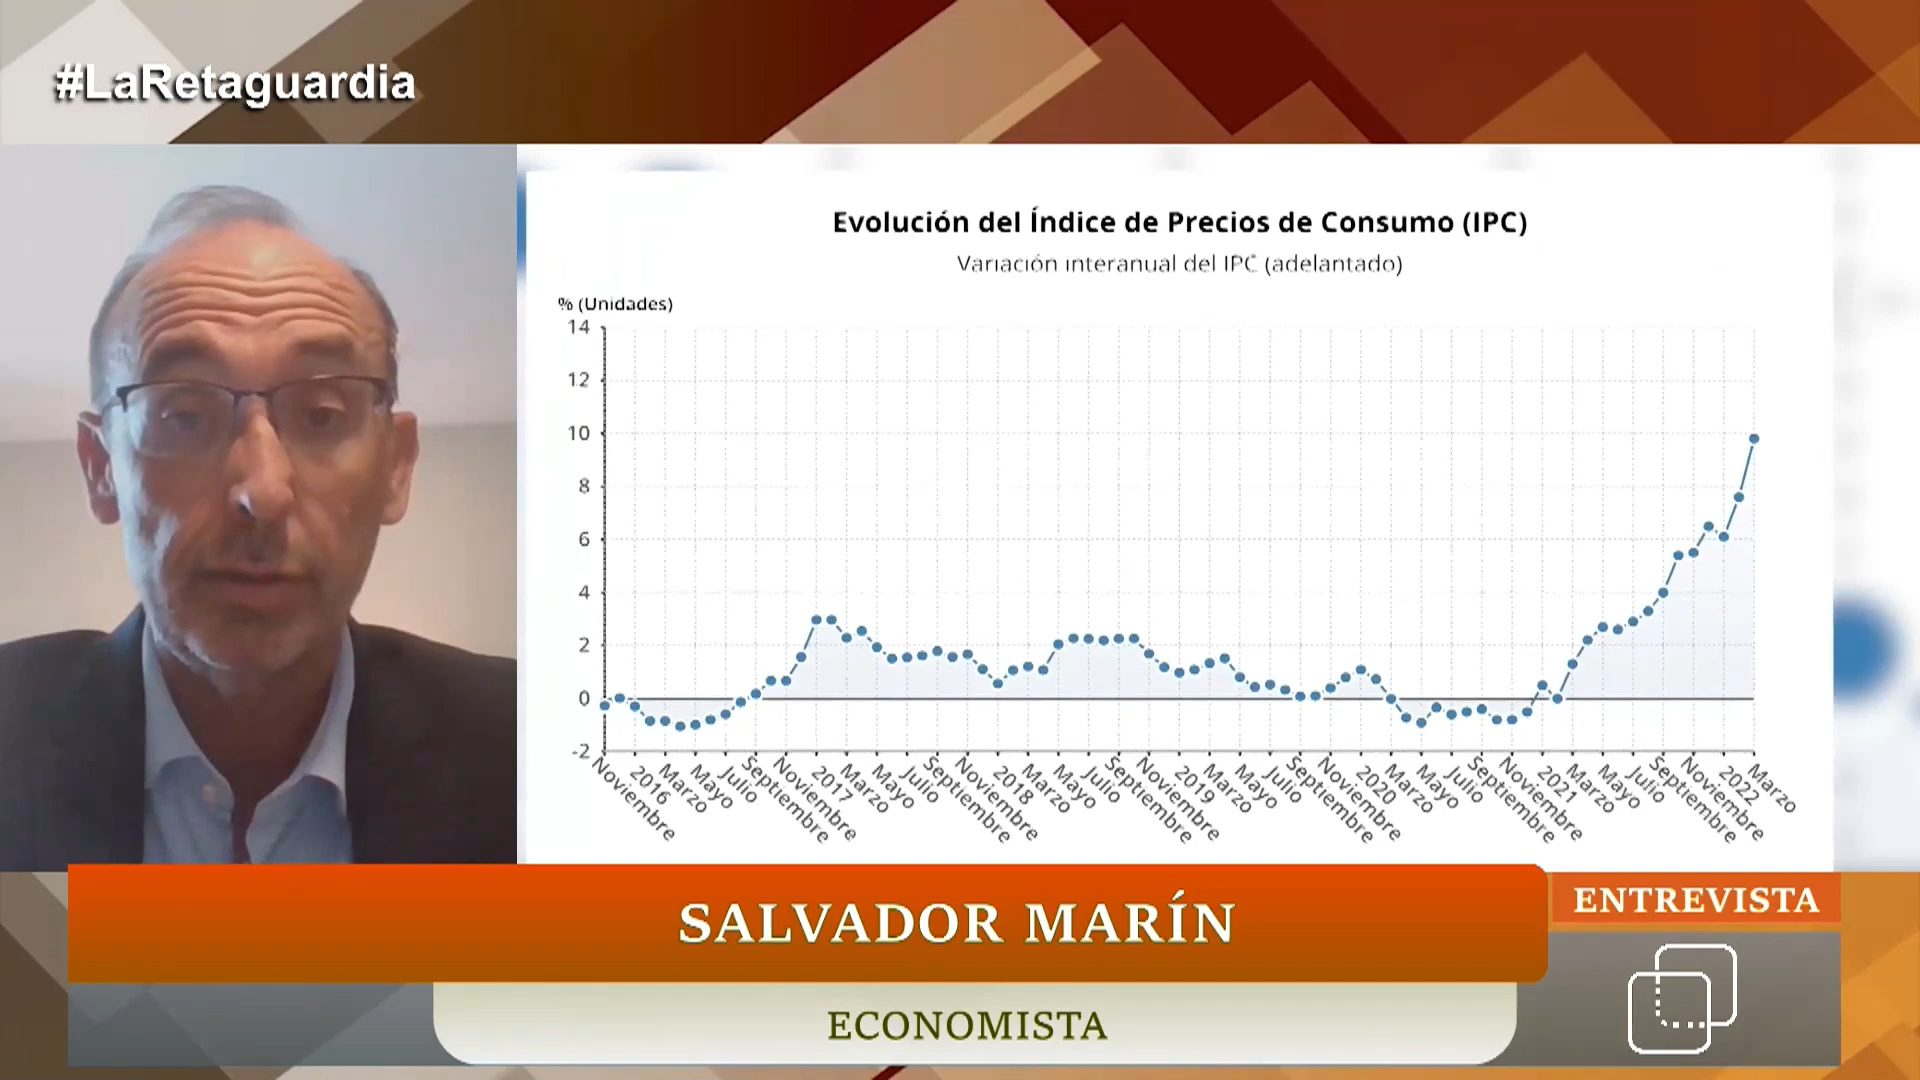 #LaRetaguardia
Evolución del Índice de Precios de Consumo (IPC)
Variación interanual del IPC (adelantado)
% (Unidades)
14
12
10
8
6
4
2
0
-2
Noviembre
2016
Marzo
Mayo
Julio
Septiembre
Noviembre
2017
Marzo
Mayo
Julio
Septiembre
Noviembre
2018
Marzo
Mayo
Julio
Septiembre
Noviembre
2019
Marzo
Mayo
Julio
Septiembre
Noviembre
2020
Marzo
Mayo
Julio
Septiembre
Noviembre
2021
Marzo
Mayo
Julio
Septiembre
Noviembre
2022
Marzo
SALVADOR MARÍN
ENTREVISTA
ECONOMISTA